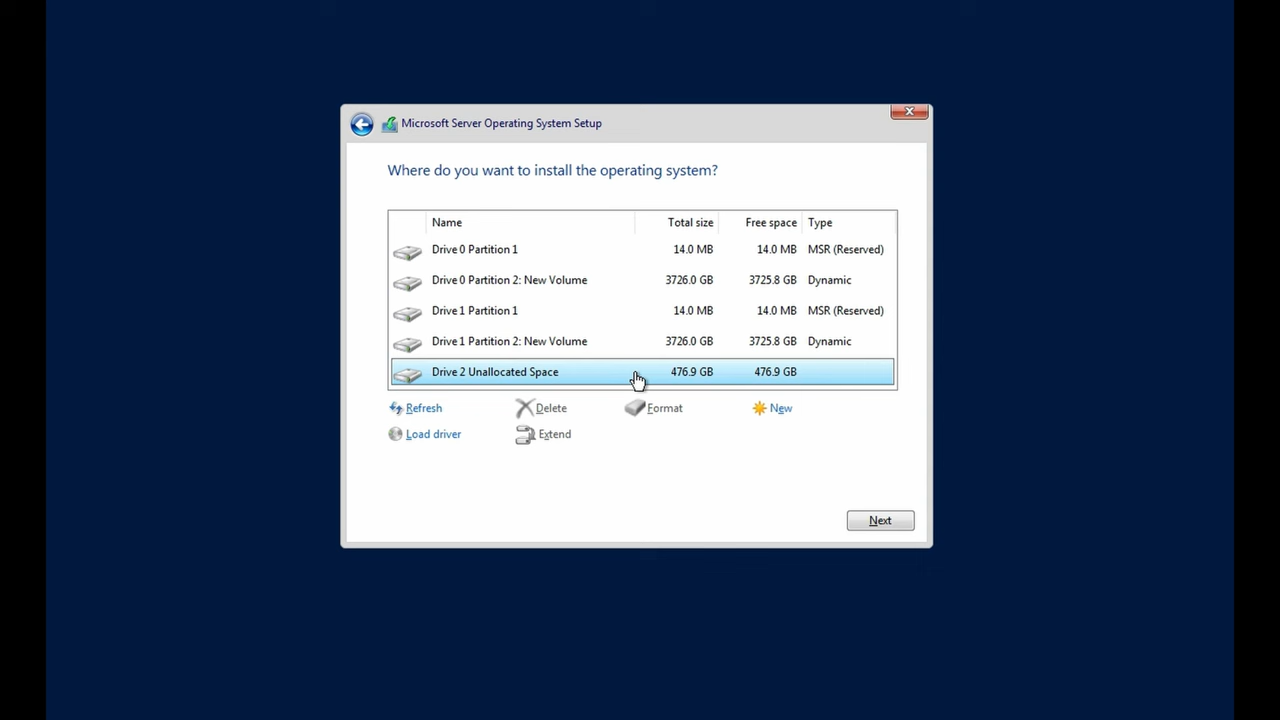 Microsoft Server Operating System Setup
Where do you want to install the operating system?
Name Total size Free space Type
Drive 0 Partition 1 14.0 MB 14.0 MB MSR (Reserved)
Drive 0 Partition 2: New Volume 3726.0 GB 3725.8 GB Dynamic
Drive 1 Partition 1 14.0 MB 14.0 MB MSR (Reserved)
Drive 1 Partition 2: New Volume 3726.0 GB 3725.8 GB Dynamic
Drive 2 Unallocated Space 476.9 GB 476.9 GB
Refresh Delete Format New
Load driver Extend
Next